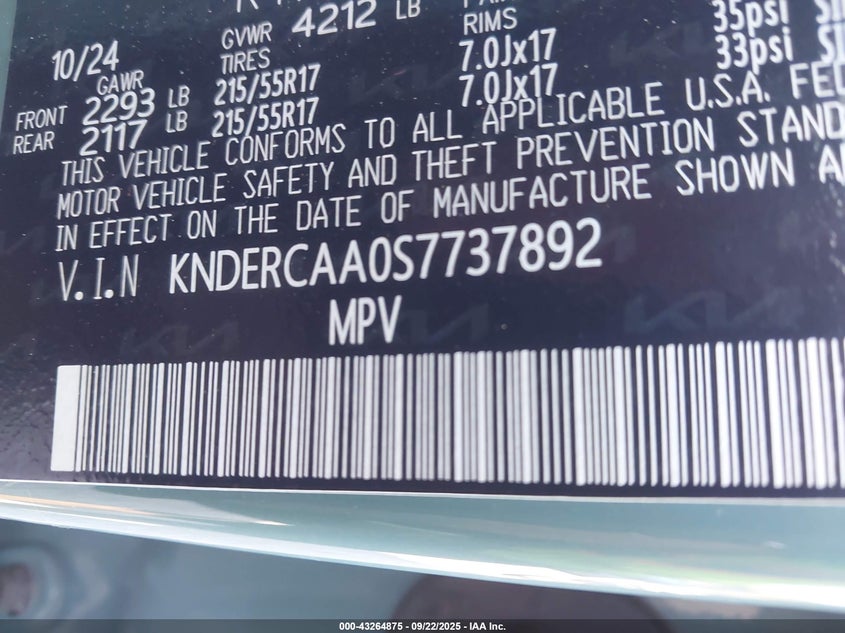 10/24 GVWR 4212 LB
GAWR TIRES RIMS
FRONT 2293 LB 215/55R17 7.0Jx17 35psi
REAR 2117 LB 215/55R17 7.0Jx17 33psi
THIS VEHICLE CONFORMS TO ALL APPLICABLE U.S.A.
MOTOR VEHICLE SAFETY AND THEFT PREVENTION
IN EFFECT ON THE DATE OF MANUFACTURE SHOWN
V.I.N KNDERCAA0S7737892
MPV
000-43264875 - 09/22/2025 - IAA Inc.